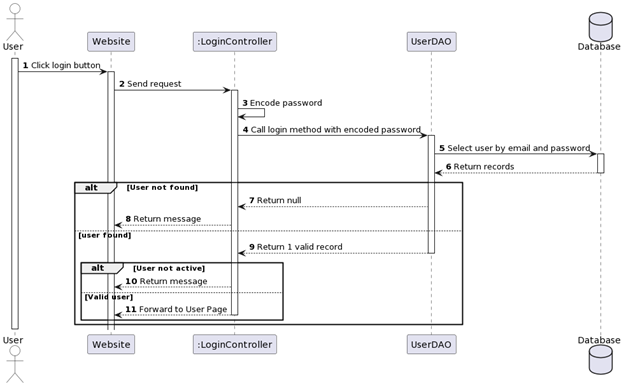 User
Website
:LoginController
UserDAO
Database
1 Click login button
2 Send request
3 Encode password
4 Call login method with encoded password
5 Select user by email and password
6 Return records
alt [User not found]
7 Return null
8 Return message
[user found]
9 Return 1 valid record
alt [User not active]
10 Return message
[Valid user]
11 Forward to User Page
User
Website
:LoginController
UserDAO
Database